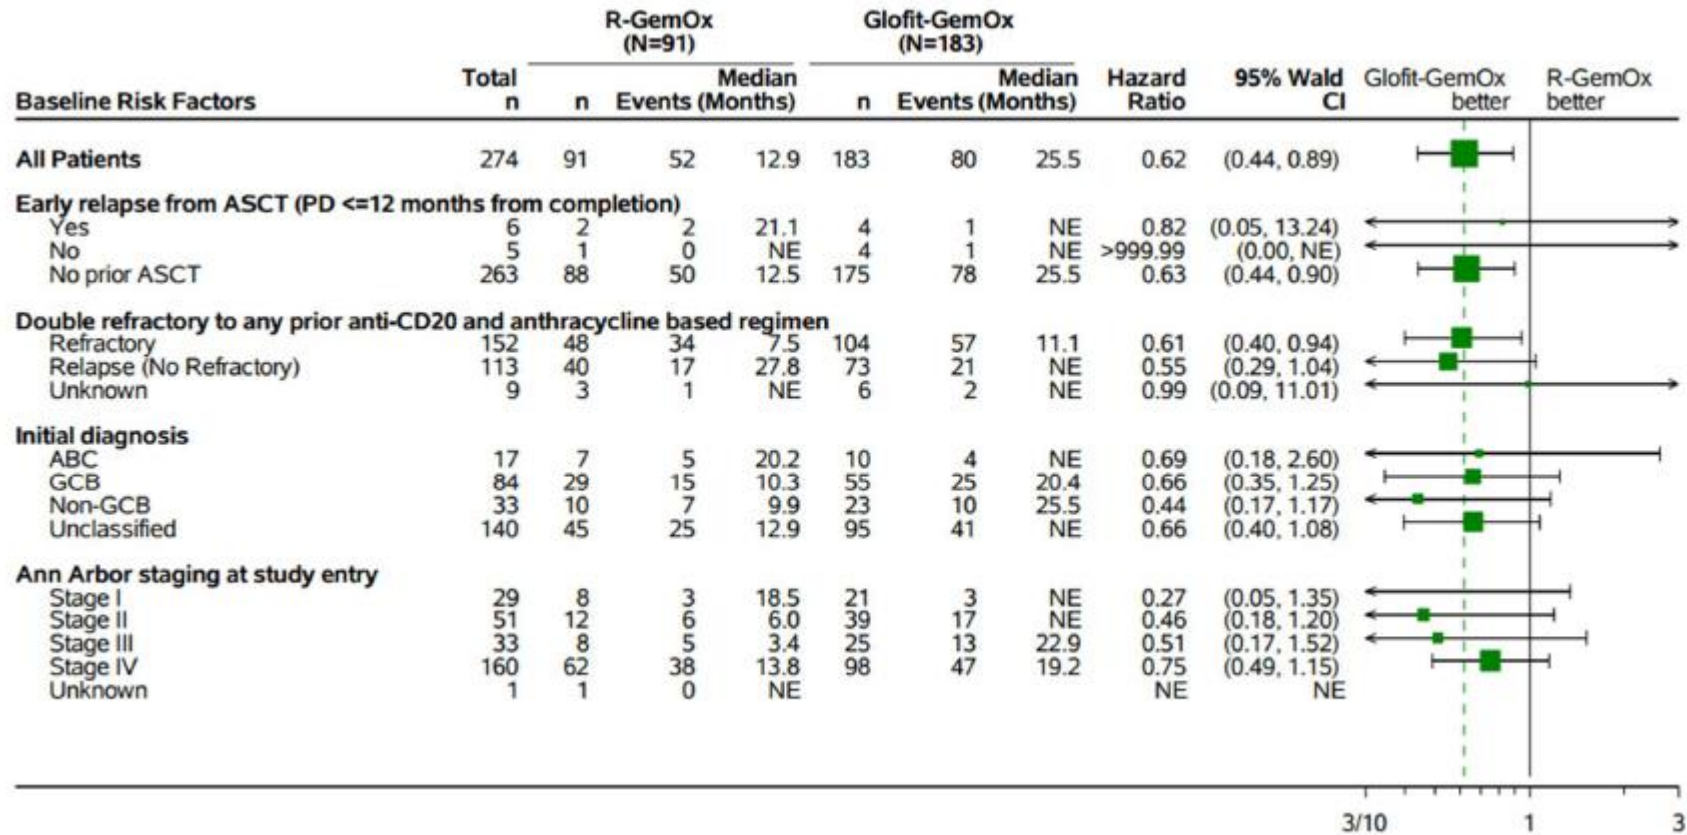 R-GemOx Glofit-GemOx
(N=91) (N=183)
Total Median Median Hazard 95% Wald Glofit-GemOx R-GemOx
Baseline Risk Factors n n Events (Months) n Events (Months) Ratio CI better better
All Patients 274 91 52 12.9 183 80 25.5 0.62 (0.44, 0.89)
Early relapse from ASCT (PD <=12 months from completion)
Yes 6 2 2 21.1 4 1 NE 0.82 (0.05, 13.24)
No 5 1 0 NE 4 1 NE >999.99 (0.00, NE)
No prior ASCT 263 88 50 12.5 175 78 25.5 0.63 (0.44, 0.90)
Double refractory to any prior anti-CD20 and anthracycline based regimen
Refractory 152 48 34 7.5 104 57 11.1 0.61 (0.40, 0.94)
Relapse (No Refractory) 113 40 17 27.8 73 21 NE 0.55 (0.29, 1.04)
Unknown 9 3 1 NE 6 2 NE 0.99 (0.09, 11.01)
Initial diagnosis
ABC 17 7 5 20.2 10 4 NE 0.69 (0.18, 2.60)
GCB 84 29 15 10.3 55 25 20.4 0.66 (0.35, 1.25)
Non-GCB 33 10 7 9.9 23 10 25.5 0.44 (0.17, 1.17)
Unclassified 140 45 25 12.9 95 41 NE 0.66 (0.40, 1.08)
Ann Arbor staging at study entry
Stage I 29 8 3 18.5 21 3 NE 0.27 (0.05, 1.35)
Stage II 51 12 6 6.0 39 17 NE 0.46 (0.18, 1.20)
Stage III 33 8 5 3.4 25 13 22.9 0.51 (0.17, 1.52)
Stage IV 160 62 38 13.8 98 47 19.2 0.75 (0.49, 1.15)
Unknown 1 1 0 NE NE NE
3/10 1 3